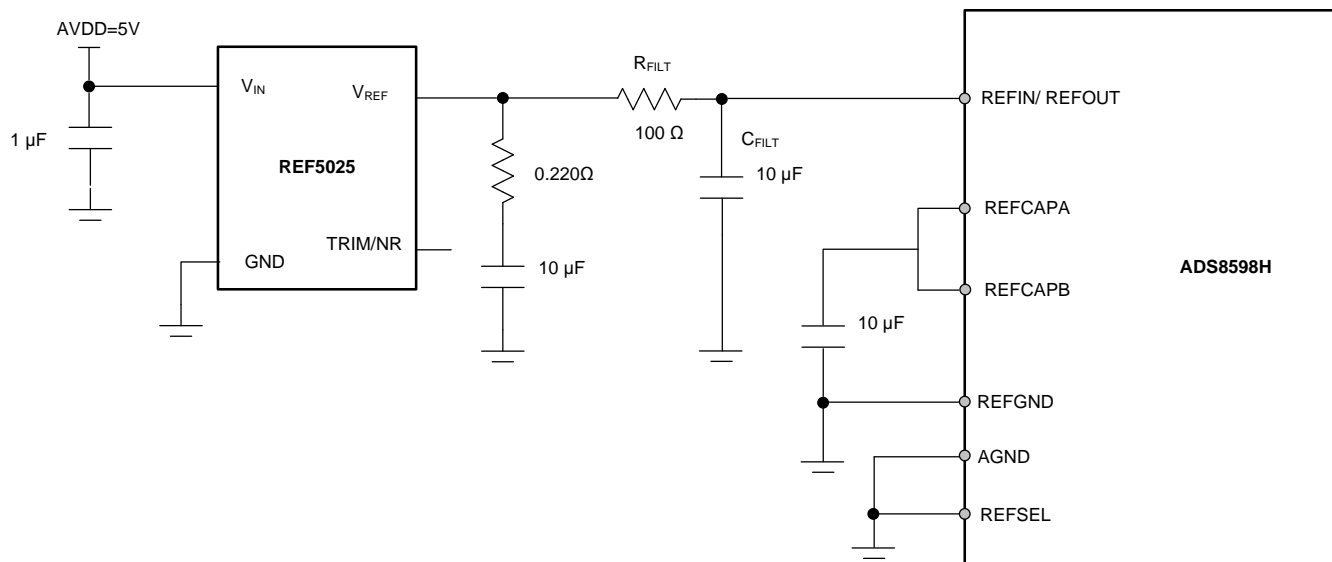 AVDD=5V
1 µF
VIN
VREF
REF5025
TRIM/NR
GND
0.220Ω
10 µF
RFILT
100 Ω
CFILT
10 µF
REFIN/ REFOUT
REFCAPA
REFCAPB
10 µF
REFGND
AGND
REFSEL
ADS8598H